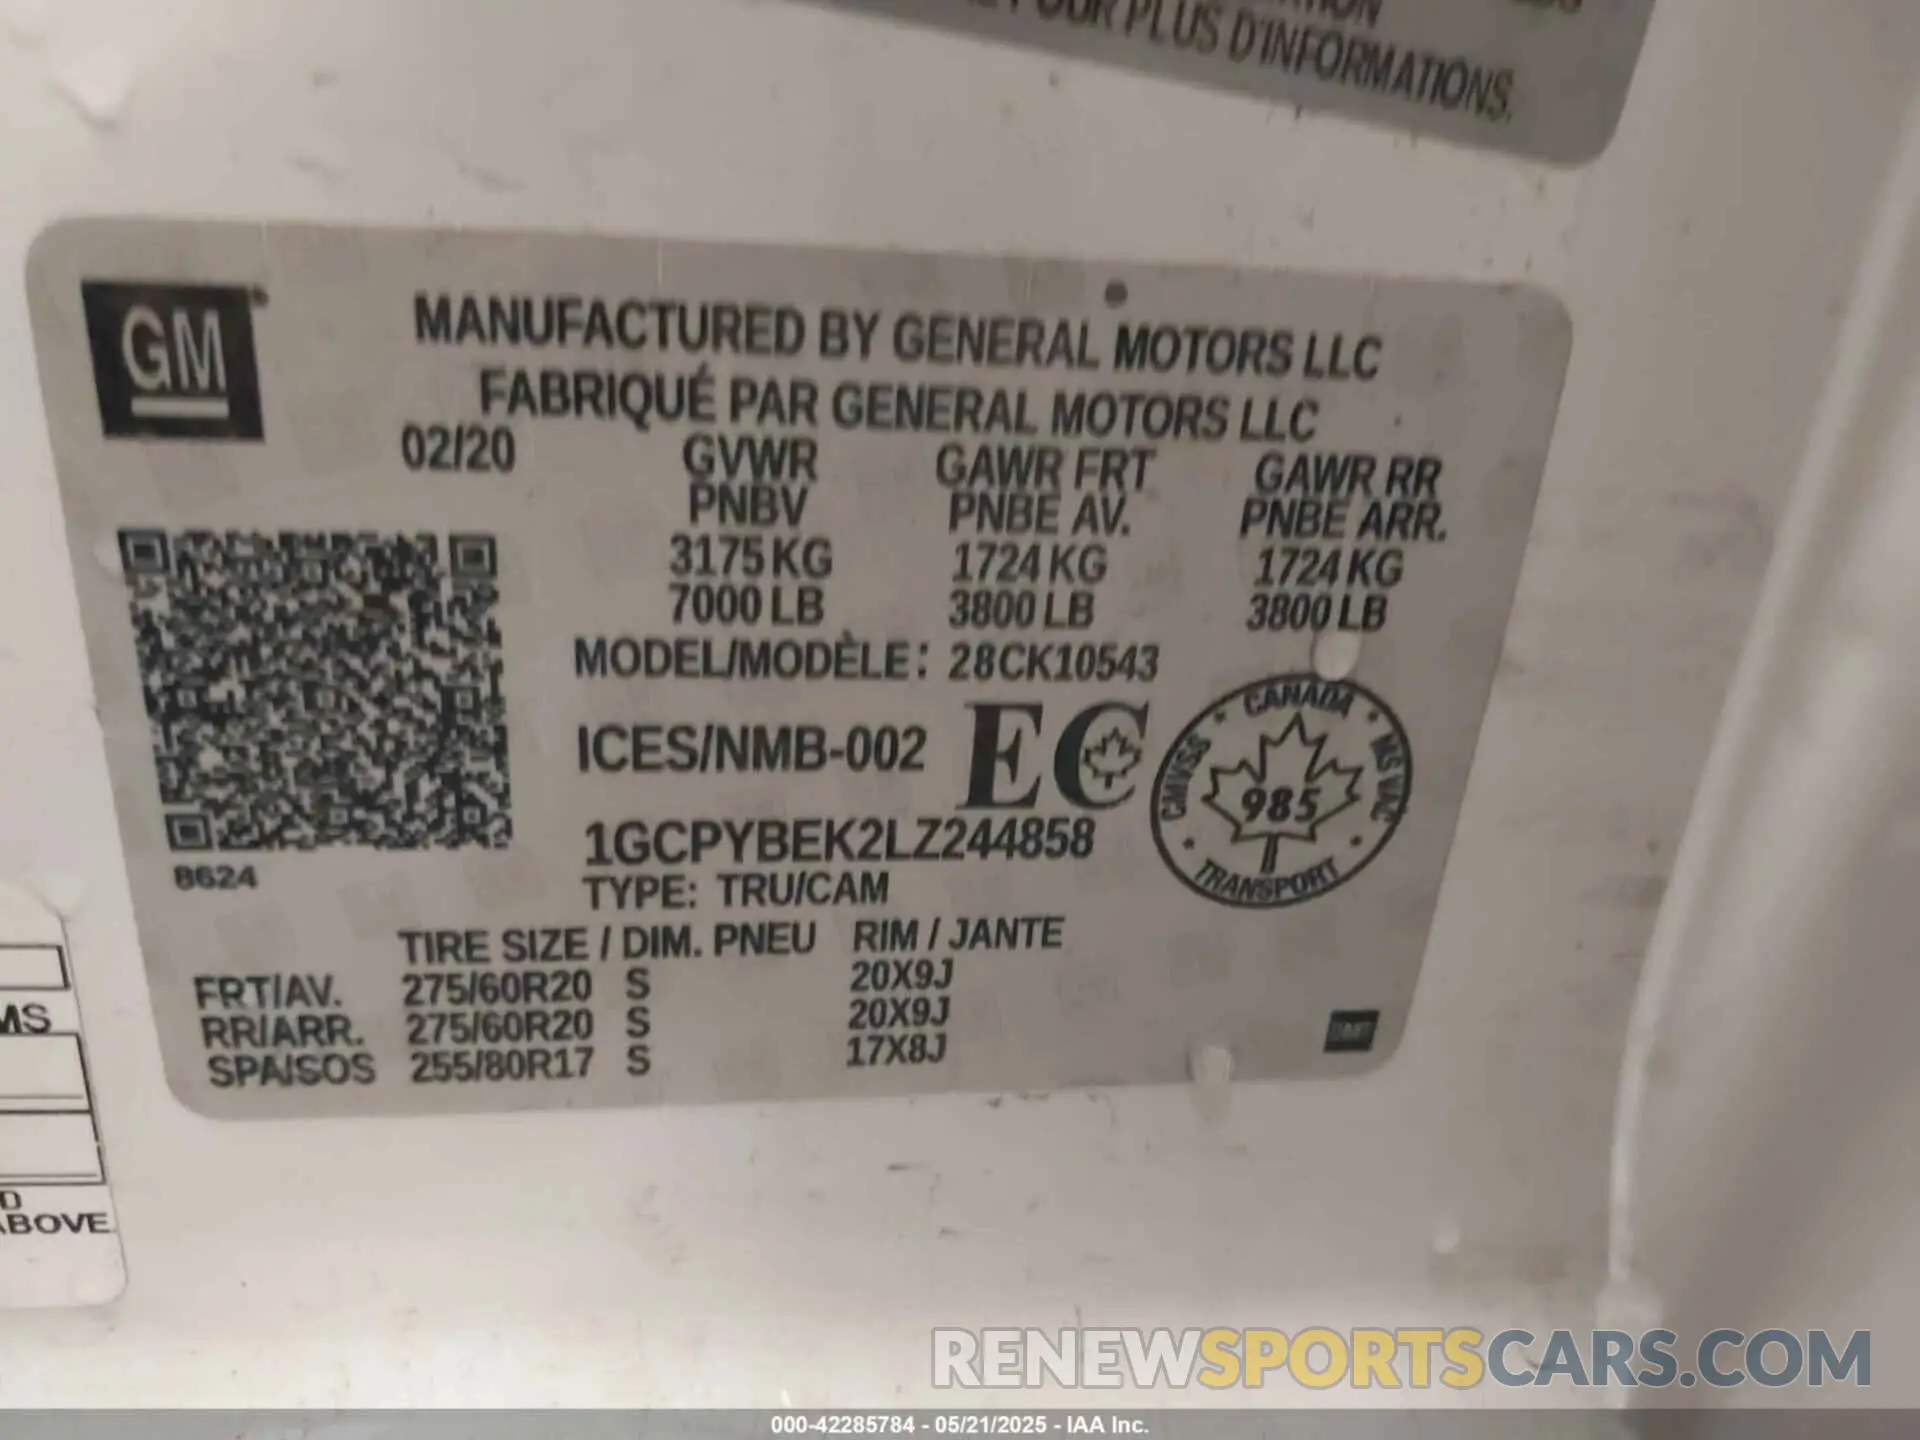 POUR PLUS D'INFORMATIONS.
GM
MANUFACTURED BY GENERAL MOTORS LLC
FABRIQUÉ PAR GENERAL MOTORS LLC
02/20 GVWR GAWR FRT GAWR RR
PNBV PNBE AV. PNBE ARR.
3175 KG 1724 KG 1724 KG
7000 LB 3800 LB 3800 LB
MODEL/MODÈLE: 28CK10543
ICES/NMB-002 EC
CANADA
CMVSS 985 NSVAC
TRANSPORT
1GCPYBEK2LZ244858
8624
TYPE: TRU/CAM
TIRE SIZE / DIM. PNEU RIM / JANTE
FRT/AV. 275/60R20 S 20X9J
RR/ARR. 275/60R20 S 20X9J
SPA/SOS 255/80R17 S 17X8J
ABOVE
RENEWSPORTSCARS.COM
000-42285784 - 05/21/2025 - IAA Inc.